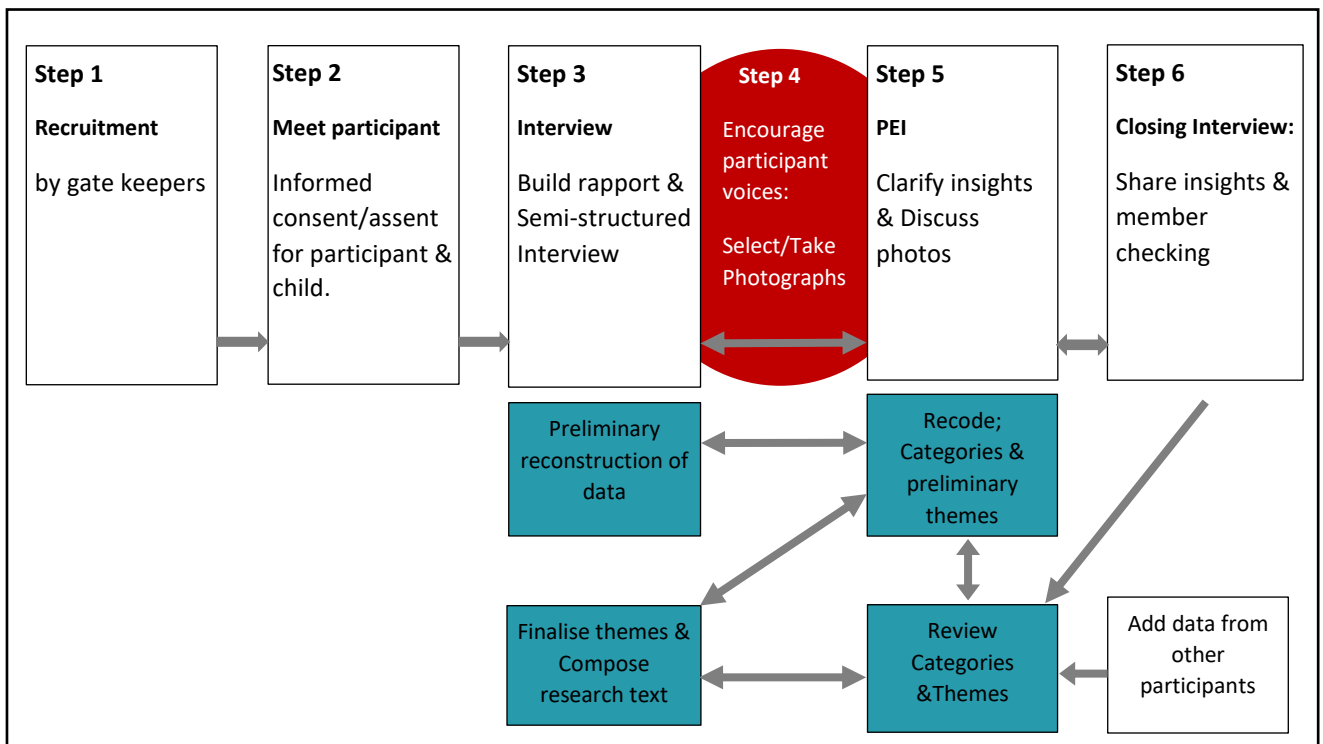 Step 1
Recruitment
by gate keepers
Step 2
Meet participant
Informed
consent/assent
for participant &
child.
Step 3
Interview
Build rapport &
Semi-structured
Interview
Step 4
Encourage
participant
voices:
Select/Take
Photographs
Step 5
PEI
Clarify insights
& Discuss
photos
Step 6
Closing Interview:
Share insights &
member
checking
Preliminary
reconstruction of
data
Recode;
Categories &
preliminary
themes
Finalise themes &
Compose
research text
Review
Categories
&Themes
Add data from
other
participants